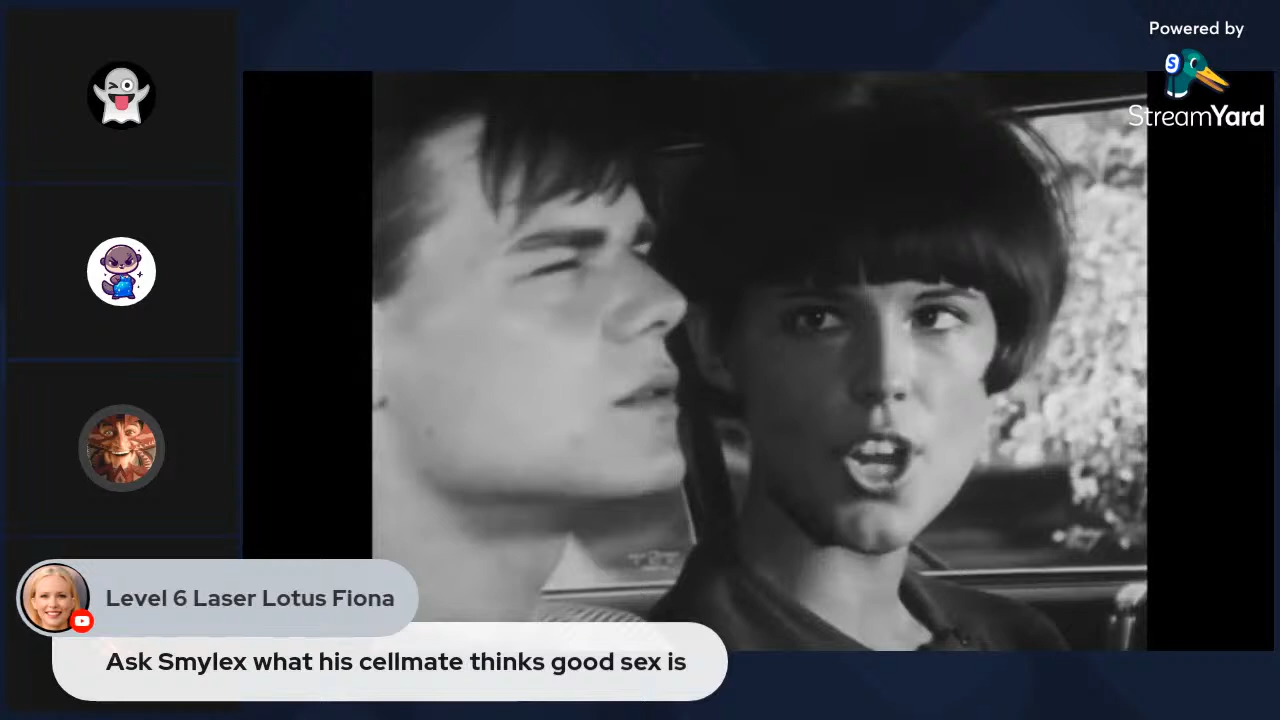 Powered by
StreamYard
Level 6 Laser Lotus Fiona
Ask Smylex what his cellmate thinks good sex is